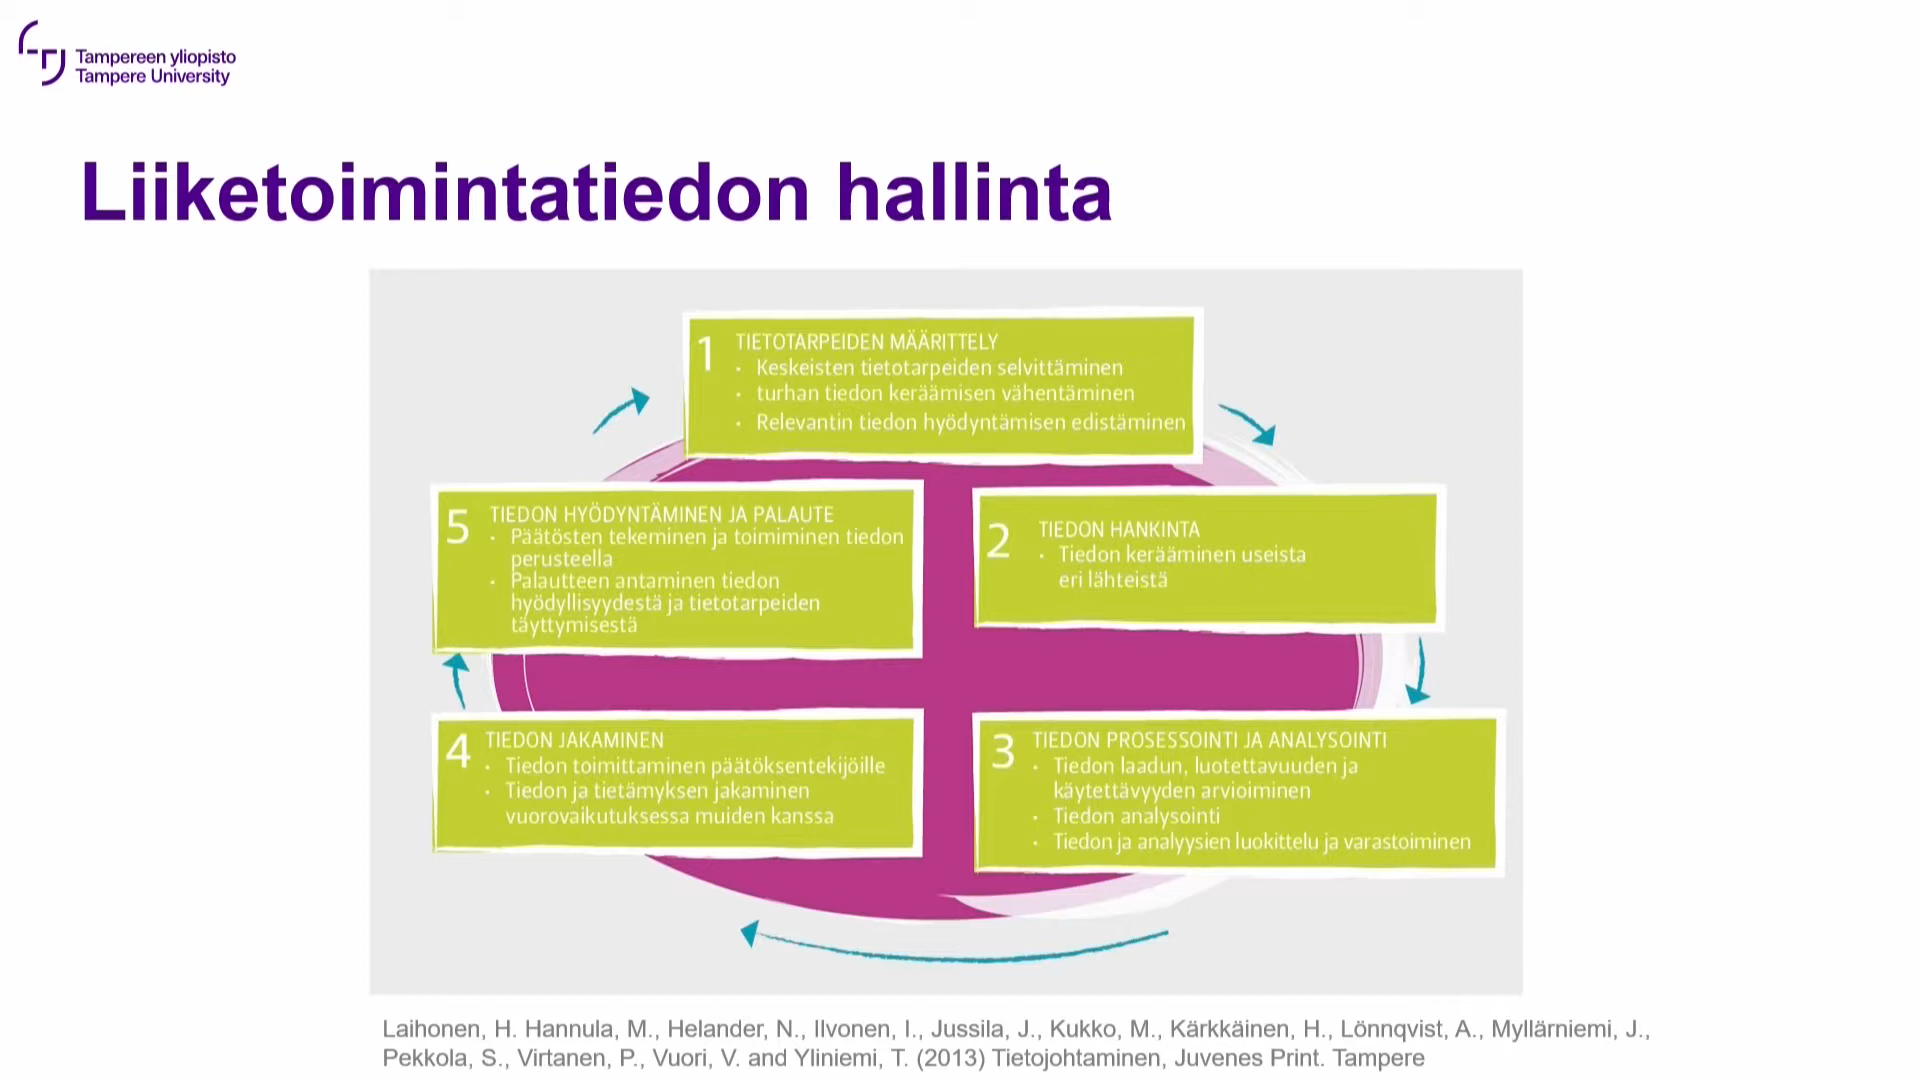 Tampereen yliopisto
Tampere University
Liiketoimintatiedon hallinta
1 TIETOTARPEIDEN MÄÄRITTELY
• Keskeisten tietotarpeiden selvittäminen
• turhan tiedon keräämisen vähentäminen
• Relevantin tiedon hyödyntämisen edistäminen
2 TIEDON HANKINTA
• Tiedon kerääminen useista
eri lähteistä
3 TIEDON PROSESSOINTI JA ANALYSOINTI
• Tiedon laadun, luotettavuuden ja
käytettävyyden arvioiminen
• Tiedon analysointi
• Tiedon ja analyysien luokittelu ja varastoiminen
4 TIEDON JAKAMINEN
• Tiedon toimittaminen päätöksentekijöille
• Tiedon ja tietämyksen jakaminen
vuorovaikutuksessa muiden kanssa
5 TIEDON HYÖDYNTÄMINEN JA PALAUTE
• Päätösten tekeminen ja toimiminen tiedon
perusteella
• Palautteen antaminen tiedon
hyödyllisyydestä ja tietotarpeiden
täyttymisestä
Laihonen, H. Hannula, M., Helander, N., Ilvonen, I., Jussila, J., Kukko, M., Kärkkäinen, H., Lönnqvist, A., Myllärniemi, J.,
Pekkola, S., Virtanen, P., Vuori, V. and Yliniemi, T. (2013) Tietojohtaminen, Juvenes Print. Tampere